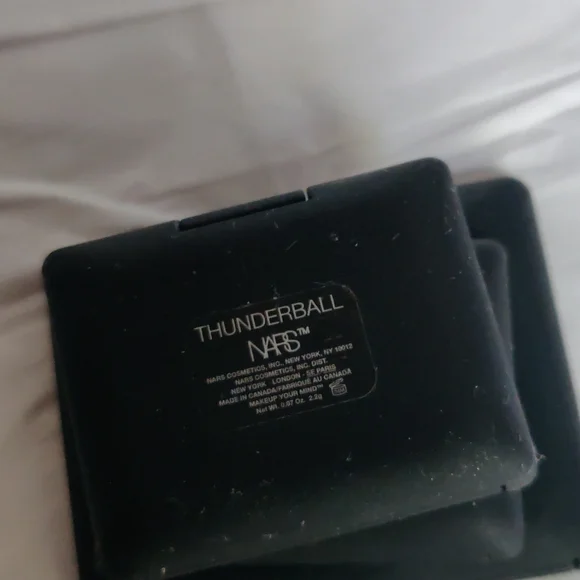 THUNDERBALL
NARS™
NARS COSMETICS, INC., NEW YORK, NY 10012
NARS COSMETICS, INC. DIST.
NEW YORK LONDON - SE PARIS
MADE IN CANADA/FABRIQUÉ AU CANADA
MAKEUP YOUR MIND™
Net Wt. 0.07 Oz. 2.2g